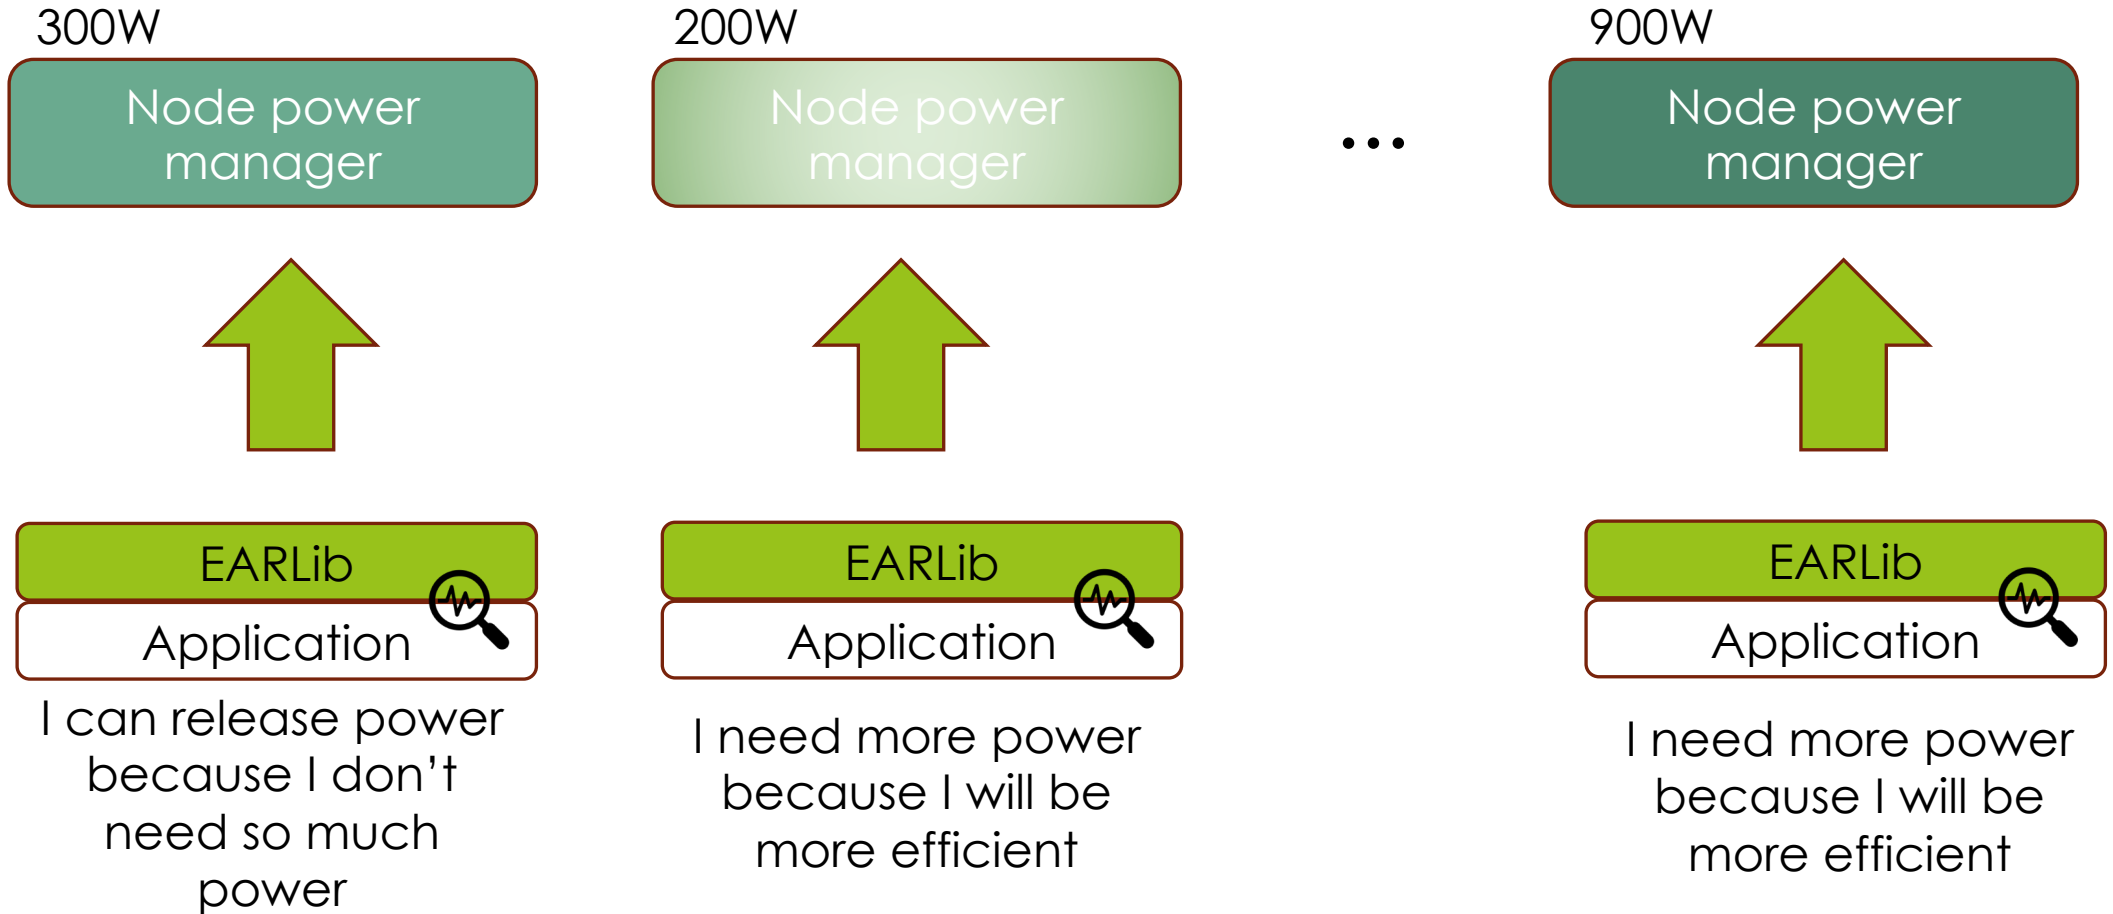 300W
Node power
manager
200W
Node power
manager
...
900W
Node power
manager
EARLib
Application
I can release power
because I don’t
need so much
power
EARLib
Application
I need more power
because I will be
more efficient
EARLib
Application
I need more power
because I will be
more efficient